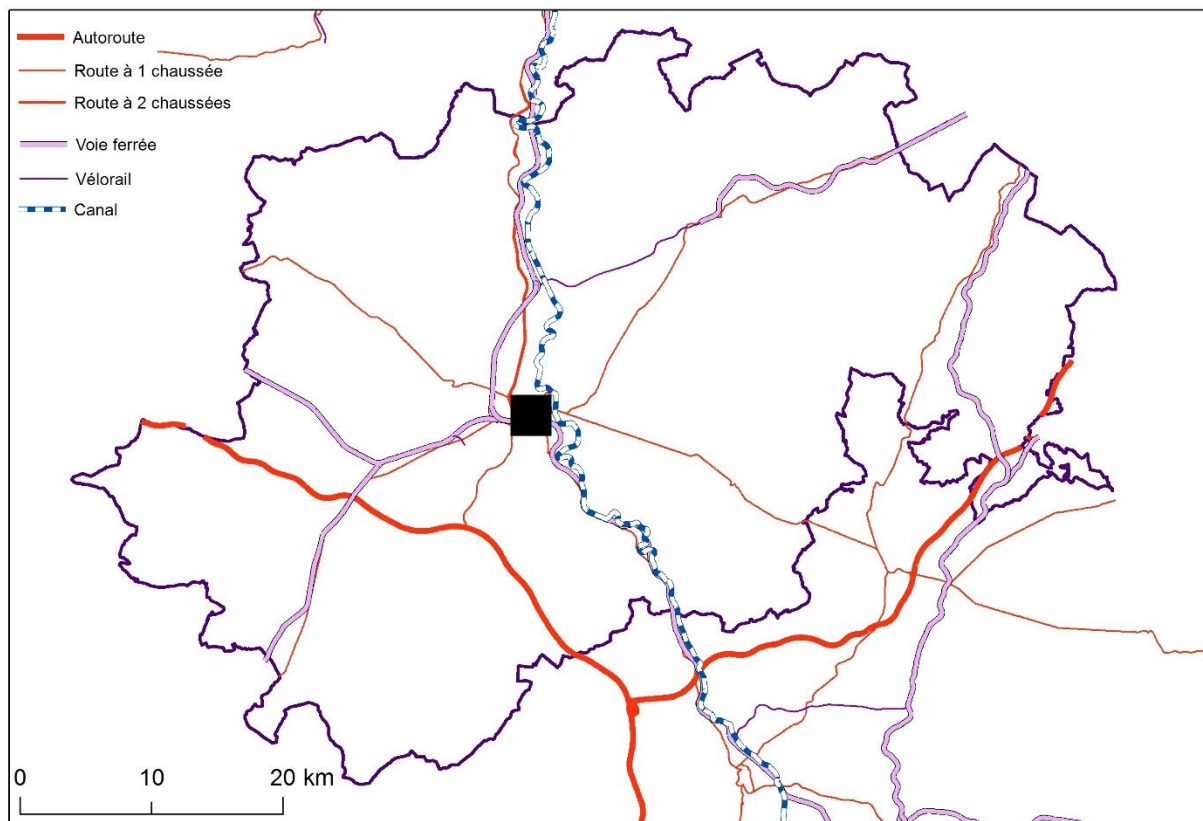 Autoroute
Route à 1 chaussée
Route à 2 chaussées
Voie ferrée
Vélorail
Canal
0 10 20 km